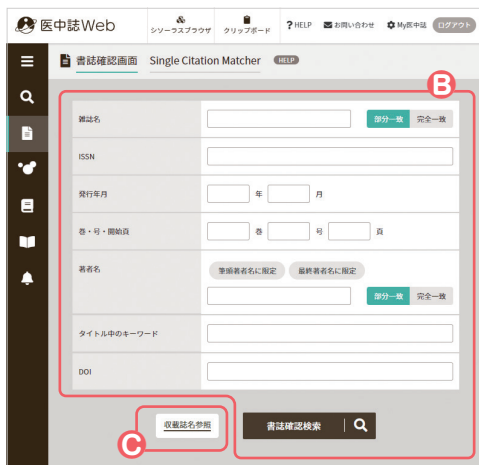 医中誌Web
シソーラスブラウザ クリップボード ?HELP お問い合わせ My医中誌 ログアウト
書誌確認画面 Single Citation Matcher HELP
B
雑誌名 部分一致 完全一致
ISSN
発行年月 年 月
巻・号・開始頁 巻 号 頁
著者名 筆頭著者名に限定 最終著者名に限定
部分一致 完全一致
タイトル中のキーワード
DOI
収載誌名参照 書誌確認検索
C